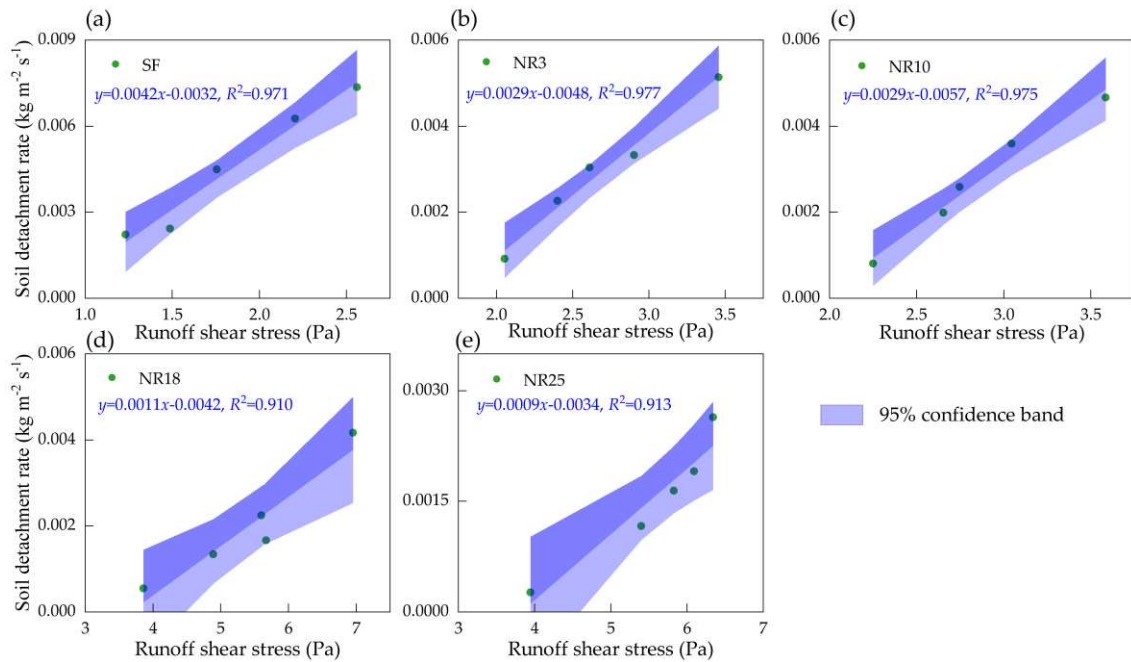 (a)
Soil detachment rate (kg m⁻² s⁻¹)
0.009
0.006
0.003
0.000
SF
y=0.0042x-0.0032, R²=0.971
1.0 1.5 2.0 2.5
Runoff shear stress (Pa)
(b)
0.006
0.004
0.002
0.000
NR3
y=0.0029x-0.0048, R²=0.977
2.0 2.5 3.0 3.5
Runoff shear stress (Pa)
(c)
0.006
0.004
0.002
0.000
NR10
y=0.0029x-0.0057, R²=0.975
2.0 2.5 3.0 3.5
Runoff shear stress (Pa)
(d)
Soil detachment rate (kg m⁻² s⁻¹)
0.006
0.004
0.002
0.000
NR18
y=0.0011x-0.0042, R²=0.910
3 4 5 6 7
Runoff shear stress (Pa)
(e)
0.0030
0.0015
0.0000
NR25
y=0.0009x-0.0034, R²=0.913
3 4 5 6 7
Runoff shear stress (Pa)
95% confidence band